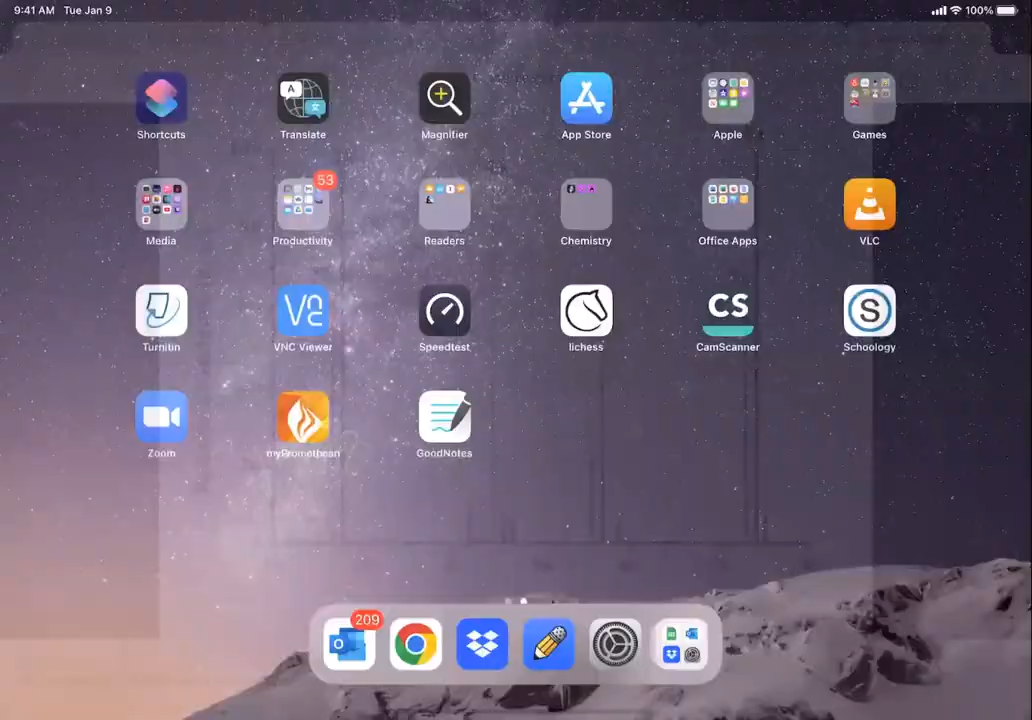 9:41 AM Tue Jan 9 100%
Shortcuts Translate Magnifier App Store Apple Games
53
Media Productivity Readers Chemistry Office Apps VLC
VC CS S
Turnitin VNC Viewer Speedtest lichess CamScanner Schoology
Zoom myPromethean GoodNotes
209